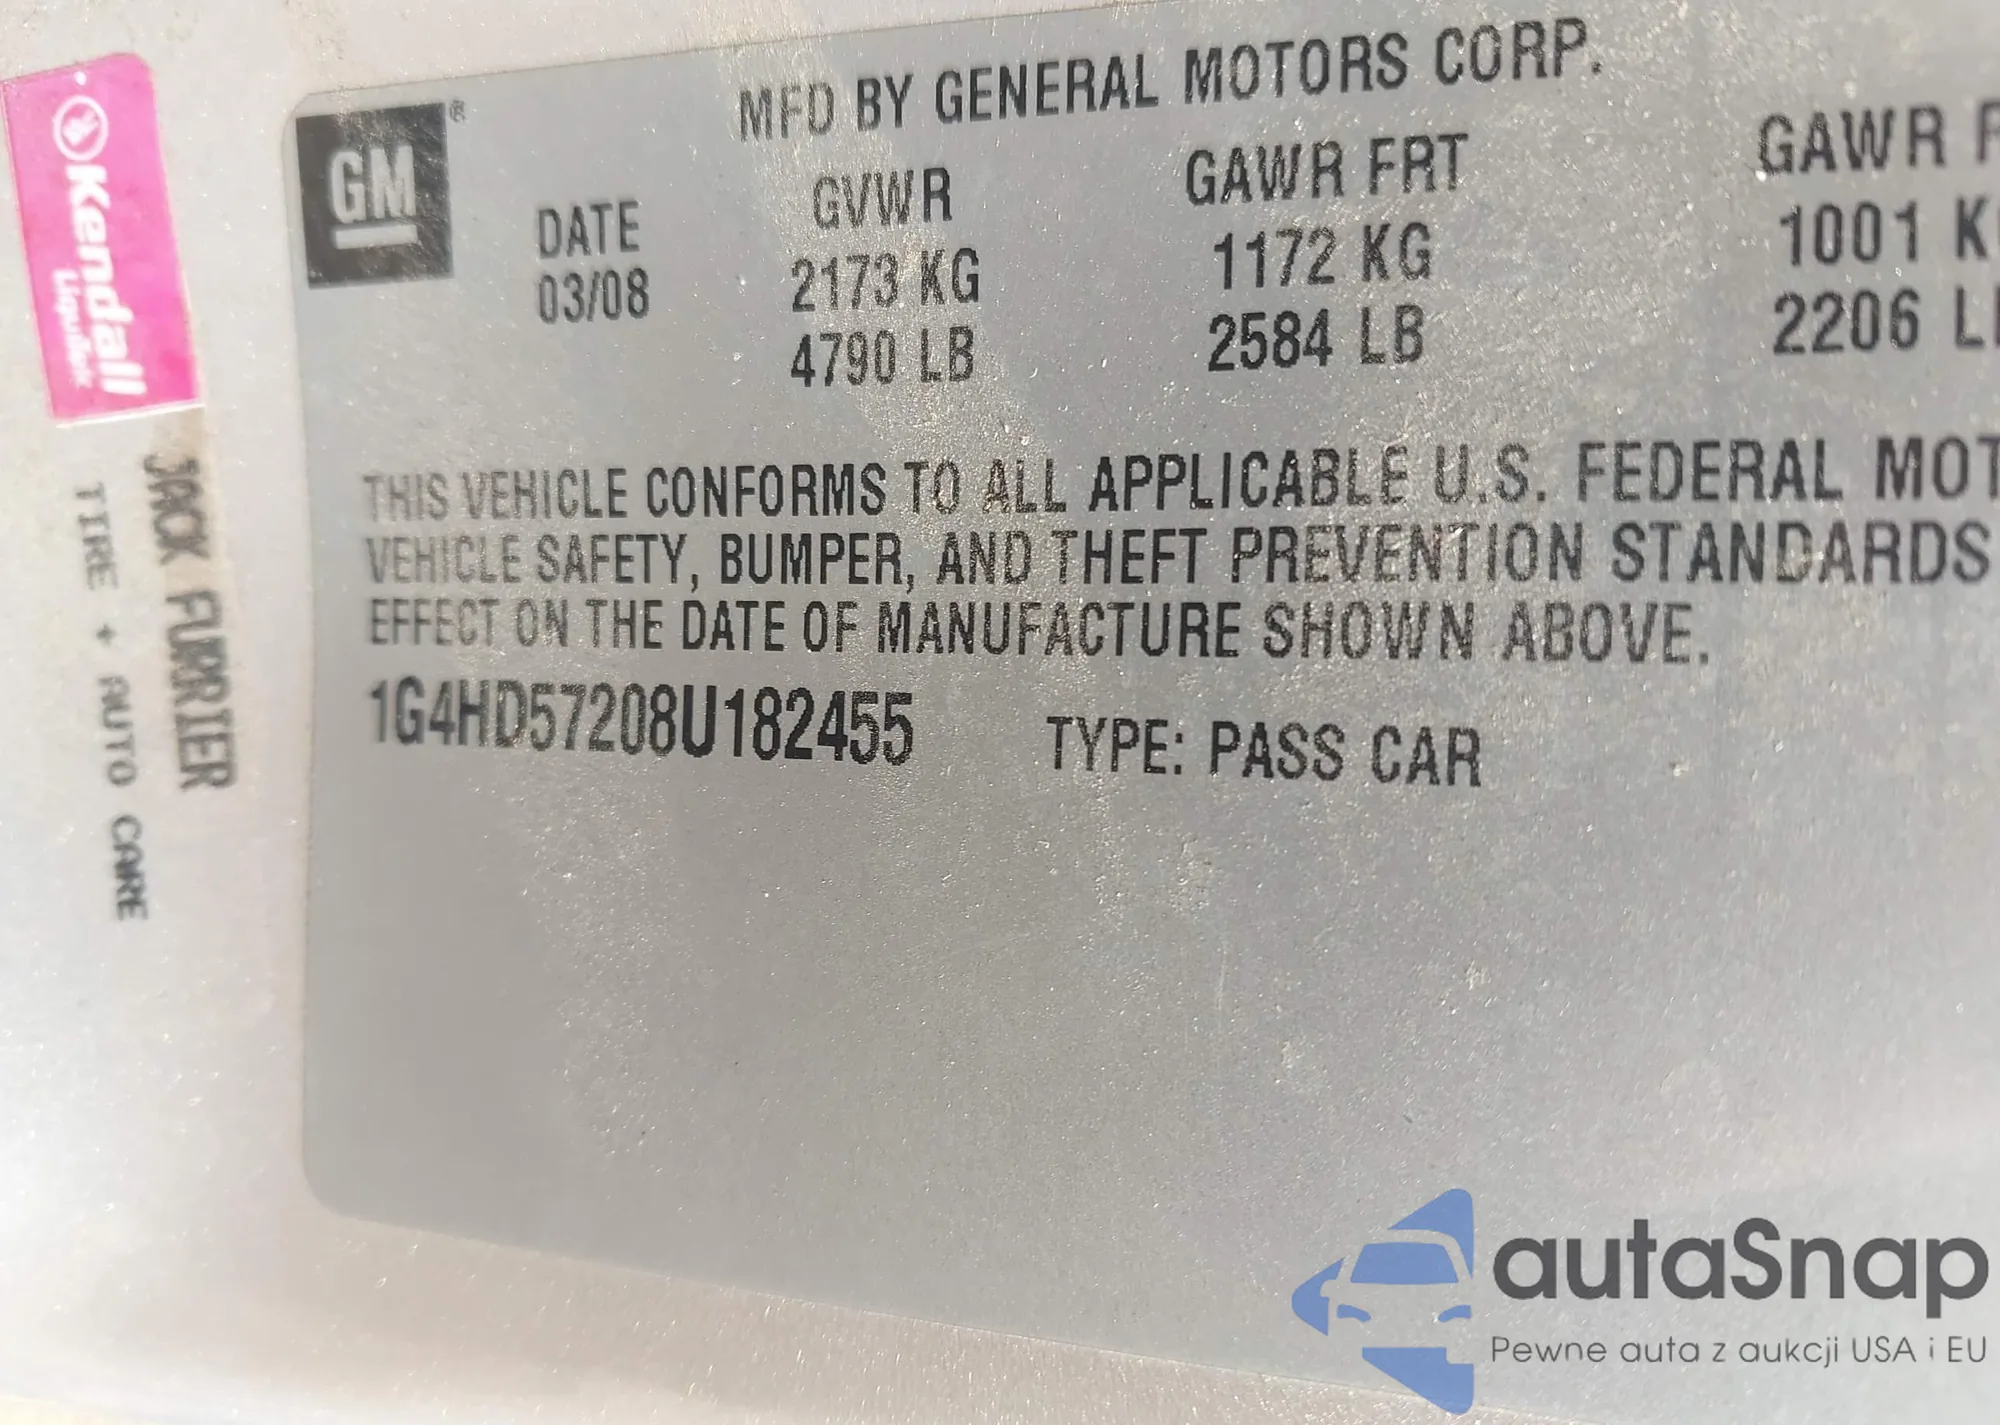 MFD BY GENERAL MOTORS CORP.
GM®
DATE
03/08
GVWR
2173 KG
4790 LB
GAWR FRT
1172 KG
2584 LB
GAWR
1001 K
2206 L
THIS VEHICLE CONFORMS TO ALL APPLICABLE U.S. FEDERAL MOT
VEHICLE SAFETY, BUMPER, AND THEFT PREVENTION STANDARDS
EFFECT ON THE DATE OF MANUFACTURE SHOWN ABOVE.
1G4HD57208U182455 TYPE: PASS CAR
Kendall
Liquitek
JACK FURRIER
TIRE + AUTO CARE
autaSnap
Pewne auta z aukcji USA i EU